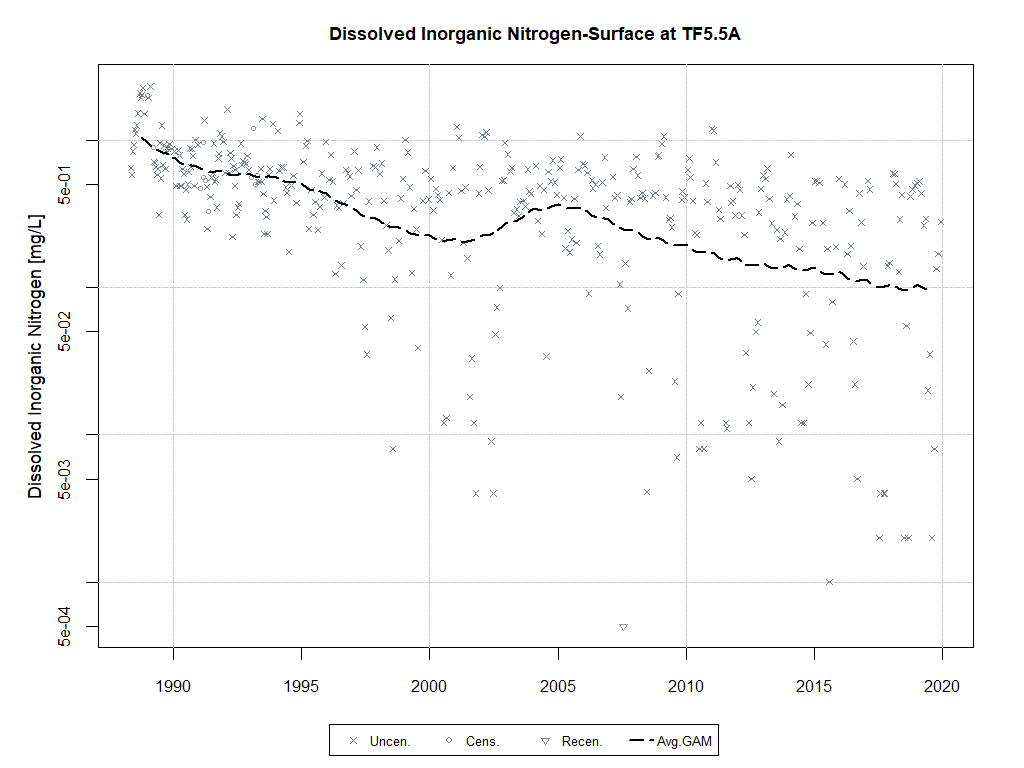 Dissolved Inorganic Nitrogen-Surface at TF5.5A
Dissolved Inorganic Nitrogen [mg/L]
5e-01
5e-02
5e-03
5e-04
1990 1995 2000 2005 2010 2015 2020
Uncen. Cens. Recen. Avg.GAM